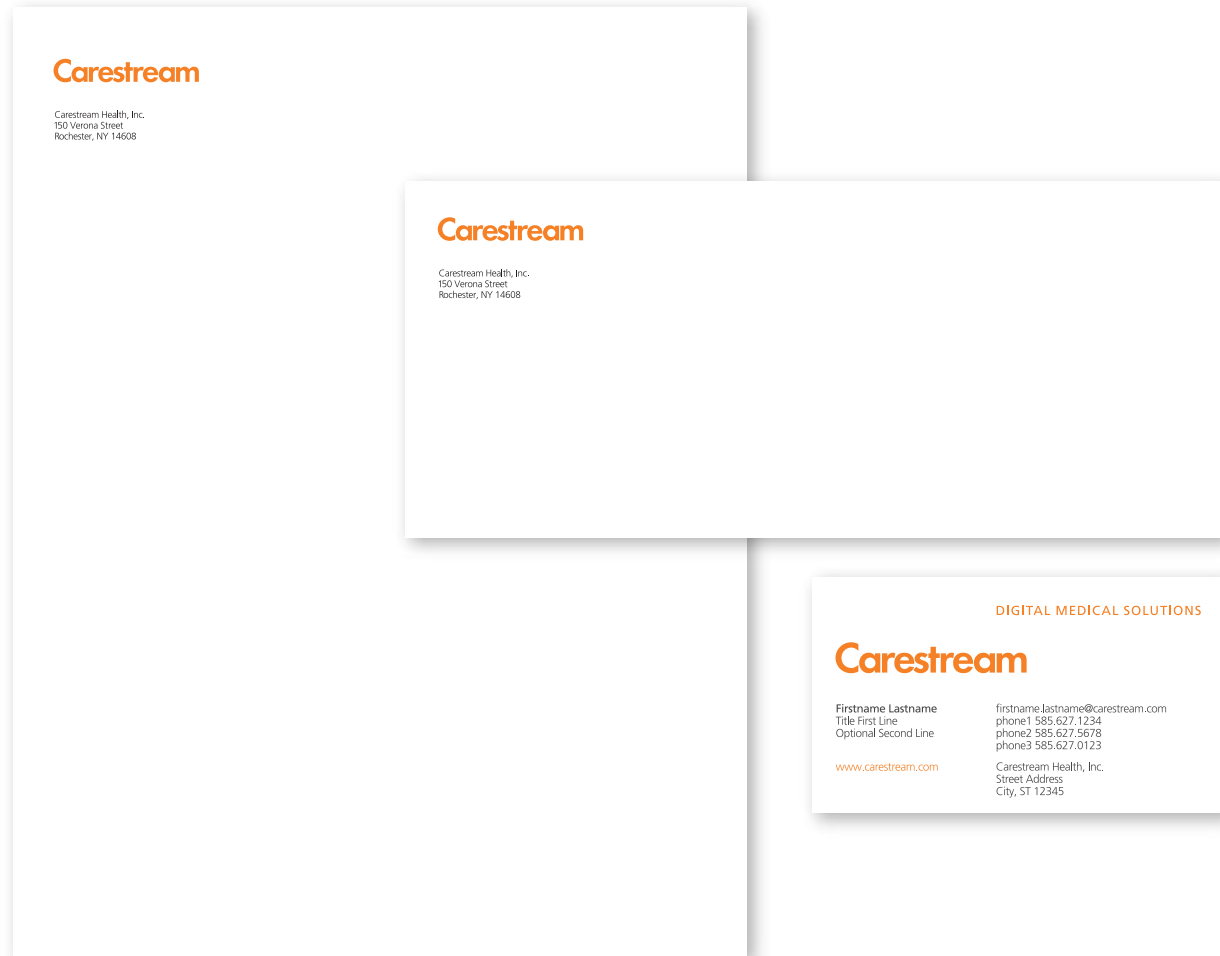 Carestream
Carestream Health, Inc.
150 Verona Street
Rochester, NY 14608
Carestream
Carestream Health, Inc.
150 Verona Street
Rochester, NY 14608
DIGITAL MEDICAL SOLUTIONS
Carestream
Firstname Lastname
Title First Line
Optional Second Line
www.carestream.com
firstname.lastname@carestream.com
phone1 585.627.1234
phone2 585.627.5678
phone3 585.627.0123
Carestream Health, Inc.
Street Address
City, ST 12345